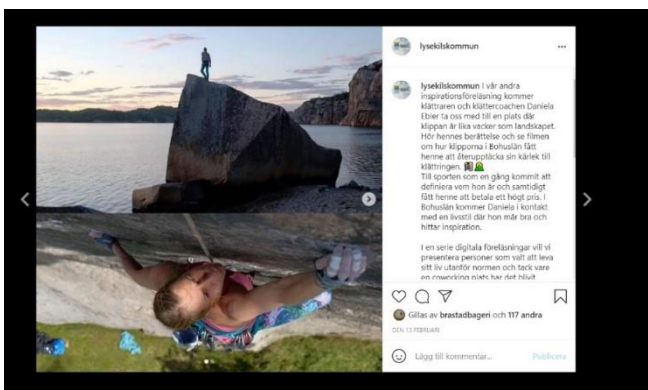 lysekilskommun
lysekilskommun I vår andra
inspirationsföreläsning kommer
klättraren och klättercoachen Daniela
Ebler ta oss med till en plats där
klippan är lika vacker som landskapet.
Hör hennes berättelse och se filmen
om hur klipporna i Bohuslän fått
henne att återupptäcka sin kärlek till
klättringen.
Till sporten som en gång kommit att
definiera vem hon är och samtidigt
fått henne att betala ett högt pris. I
Bohuslän kommer Daniela i kontakt
med en livsstil där hon mår bra och
hittar inspiration.
I en serie digitala föreläsningar vill vi
presentera personer som valt att leva
sitt liv utanför normen och tack vare
en coworking plats har det blivit
Gillas av brastadbageri och 117 andra
DEN 13 FEBRUARI
Lägg till kommentar...
Publicera